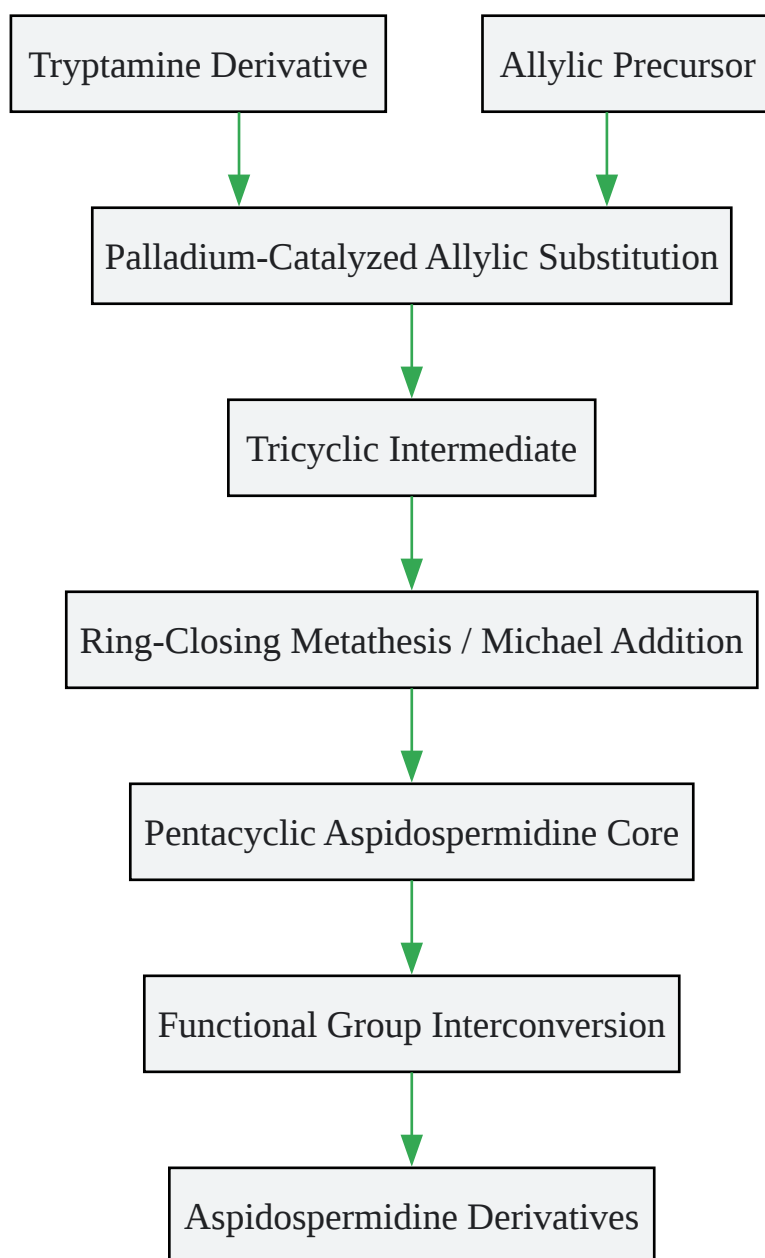 Tryptamine Derivative
Allylic Precursor
Palladium-Catalyzed Allylic Substitution
Tricyclic Intermediate
Ring-Closing Metathesis / Michael Addition
Pentacyclic Aspidospermidine Core
Functional Group Interconversion
Aspidospermidine Derivatives